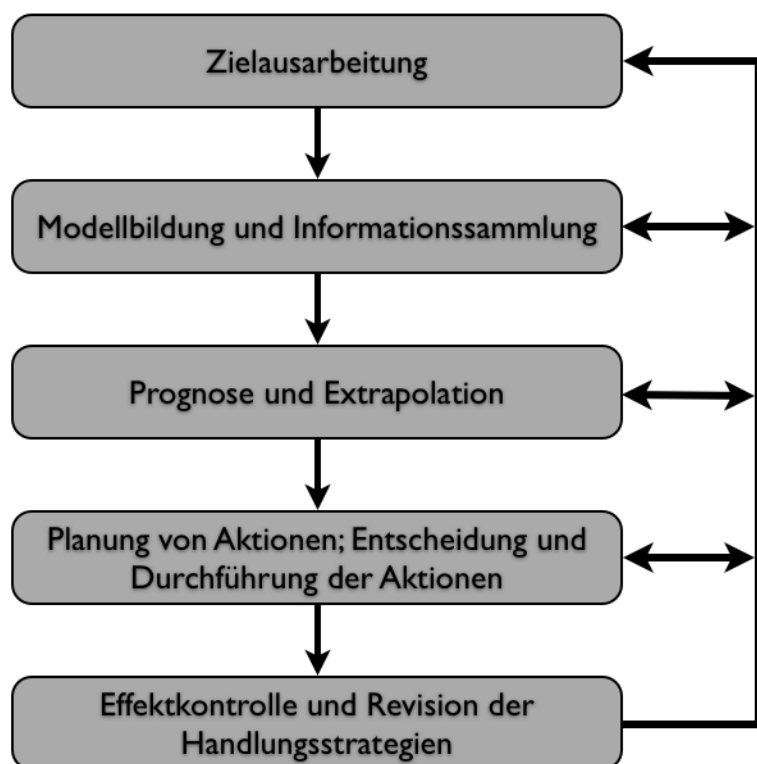 Zielausarbeitung
Modellbildung und Informationssammlung
Prognose und Extrapolation
Planung von Aktionen; Entscheidung und
Durchführung der Aktionen
Effektkontrolle und Revision der
Handlungsstrategien